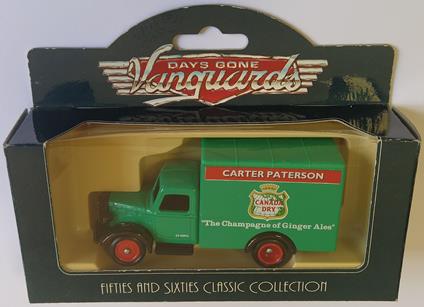 DAYS GONE
Vanguards
CARTER PATERSON
CANADA
DRY
"The Champagne of Ginger Ales"
FIFTIES AND SIXTIES CLASSIC COLLECTION